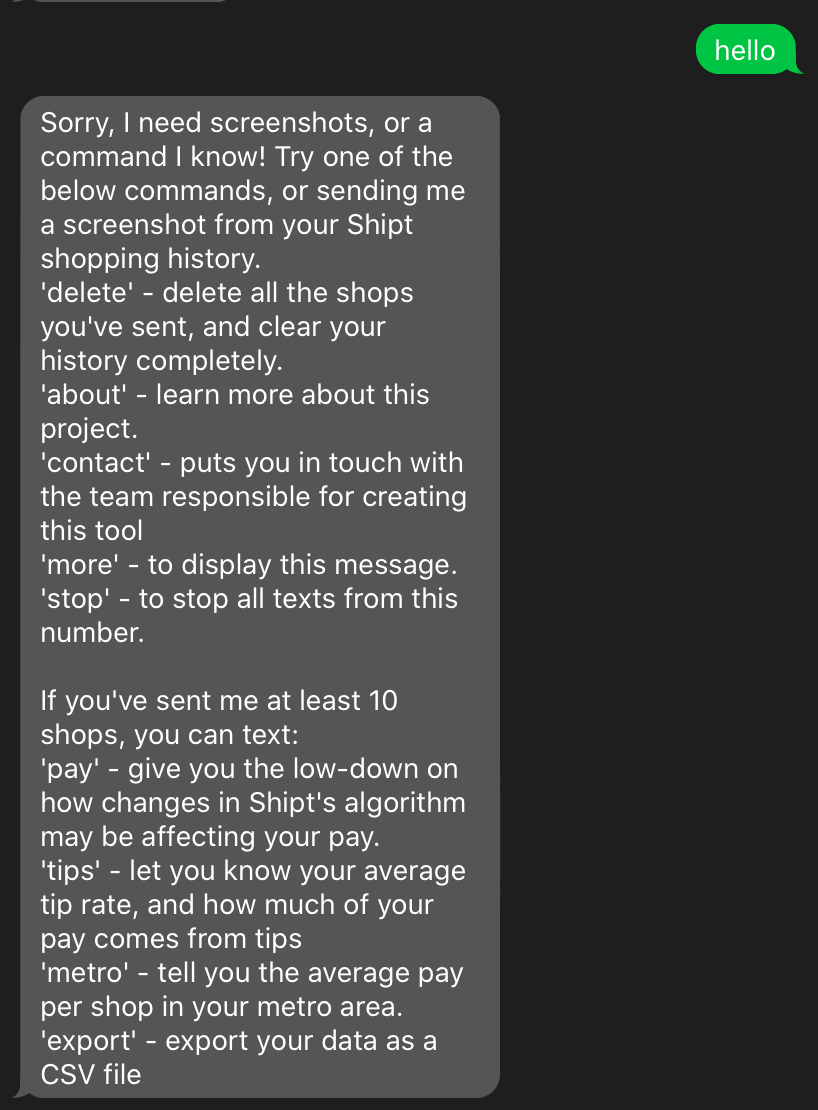 hello
Sorry, I need screenshots, or a
command I know! Try one of the
below commands, or sending me
a screenshot from your Shipt
shopping history.
'delete' - delete all the shops
you've sent, and clear your
history completely.
'about' - learn more about this
project.
'contact' - puts you in touch with
the team responsible for creating
this tool
'more' - to display this message.
'stop' - to stop all texts from this
number.
If you've sent me at least 10
shops, you can text:
'pay' - give you the low-down on
how changes in Shipt's algorithm
may be affecting your pay.
'tips' - let you know your average
tip rate, and how much of your
pay comes from tips
'metro' - tell you the average pay
per shop in your metro area.
'export' - export your data as a
CSV file